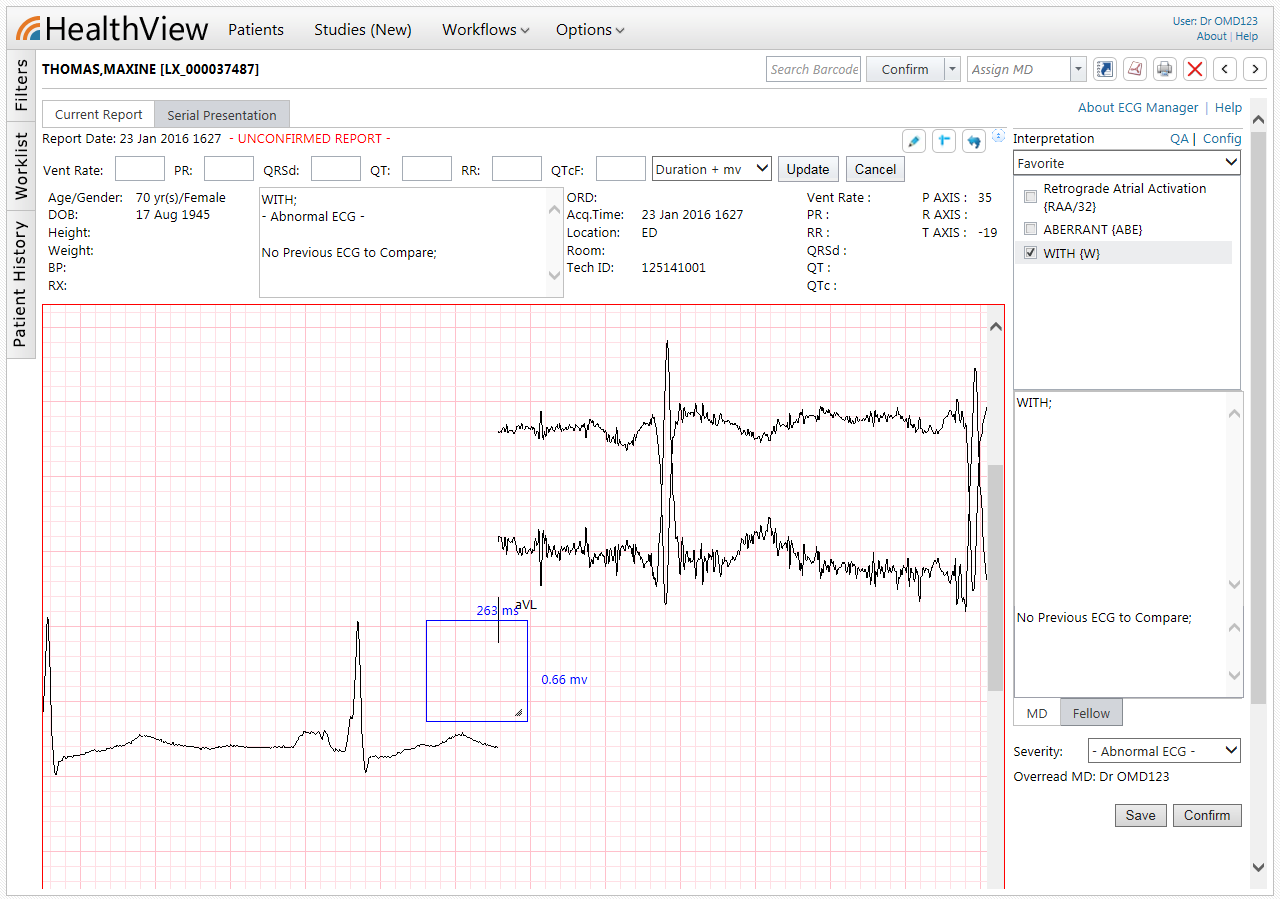 HealthView
Patients
Studies (New)
Workflows
Options
User: Dr OMD123
About | Help
Filters
Worklist
Patient History
THOMAS,MAXINE [LX_000037487]
Search Barcode
Confirm
Assign MD
Current Report
Serial Presentation
About ECG Manager | Help
Report Date: 23 Jan 2016 1627 - UNCONFIRMED REPORT -
Vent Rate:
PR:
QRSd:
QT:
RR:
QTcF:
Duration + mv
Update
Cancel
Age/Gender: 70 yr(s)/Female
DOB: 17 Aug 1945
Height:
Weight:
BP:
RX:
WITH;
- Abnormal ECG -
No Previous ECG to Compare;
ORD:
Acq.Time: 23 Jan 2016 1627
Location: ED
Room:
Tech ID: 125141001
Vent Rate :
PR :
RR :
QRSd :
QT :
QTc :
P AXIS : 35
R AXIS :
T AXIS : -19
263 ms
aVL
0.66 mv
Interpretation
QA | Config
Favorite
Retrograde Atrial Activation
{RAA/32}
ABERRANT {ABE}
WITH {W}
WITH;
No Previous ECG to Compare;
MD
Fellow
Severity: - Abnormal ECG -
Overread MD: Dr OMD123
Save
Confirm